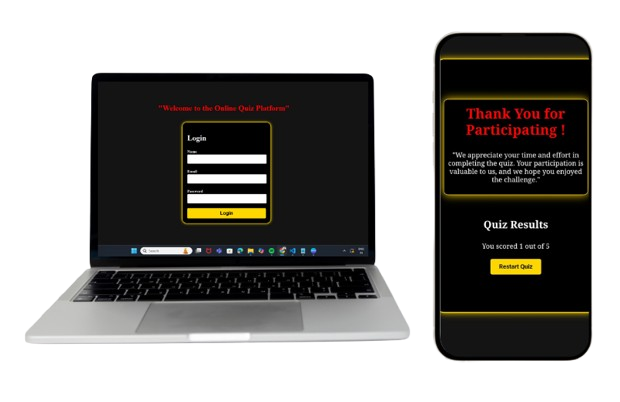 "Welcome to the Online Quiz Platform"
Login
Name
Email
Password
Login
Search
Thank You for
Participating !
"We appreciate your time and effort in
completing the quiz. Your participation is
valuable to us, and we hope you enjoyed
the challenge."
Quiz Results
You scored 1 out of 5
Restart Quiz